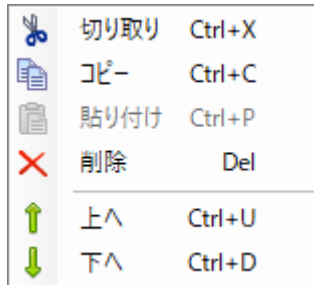 切り取り Ctrl+X
コピー Ctrl+C
貼り付け Ctrl+P
削除 Del
上へ Ctrl+U
下へ Ctrl+D